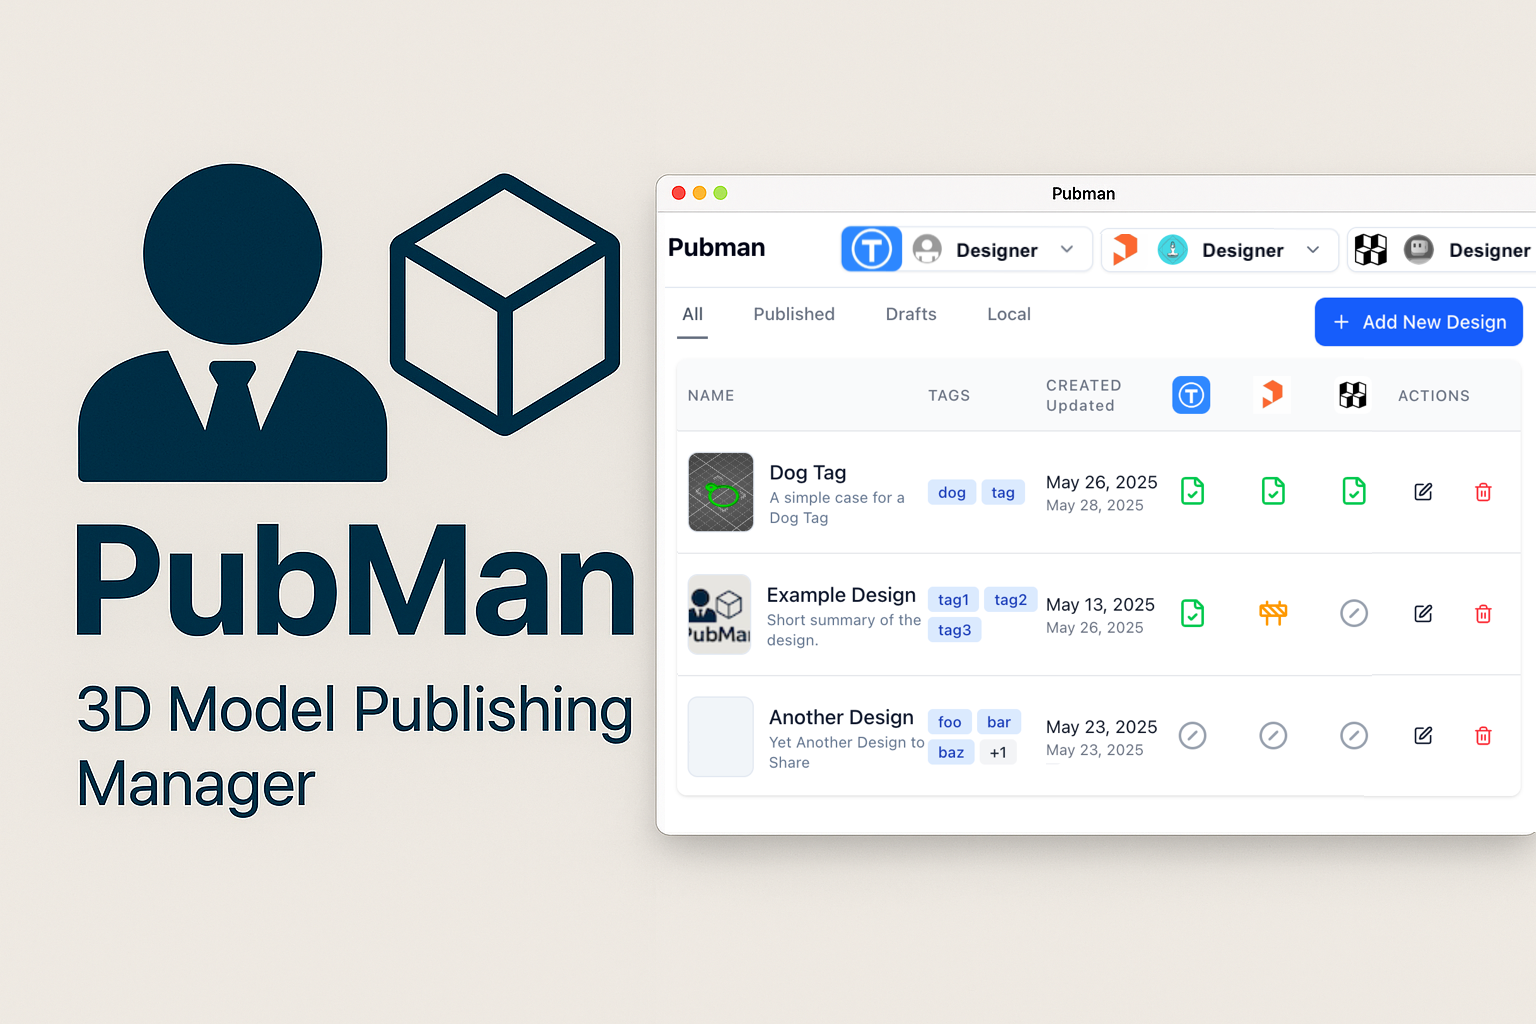 PubMan
3D Model Publishing
Manager
Pubman
Pubman
T
Designer
Designer
Designer
All
Published
Drafts
Local
+ Add New Design
NAME
TAGS
CREATED
Updated
T
ACTIONS
Dog Tag
A simple case for a
Dog Tag
dog
tag
May 26, 2025
May 28, 2025
PubMan
Example Design
Short summary of the
design.
tag1
tag2
tag3
May 13, 2025
May 26, 2025
Another Design
Yet Another Design to
Share
foo
bar
baz
+1
May 23, 2025
May 23, 2025